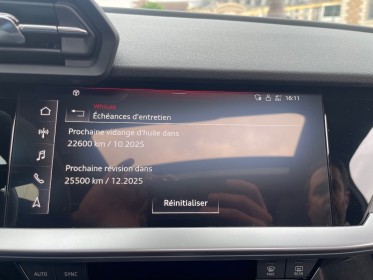 16:11
Véhicule
Échéances d'entretien
Prochaine vidange d'huile dans
22600 km / 10.2025
Prochaine révision dans
25500 km / 12.2025
Réinitialiser
AUTO
SYNC
REAR